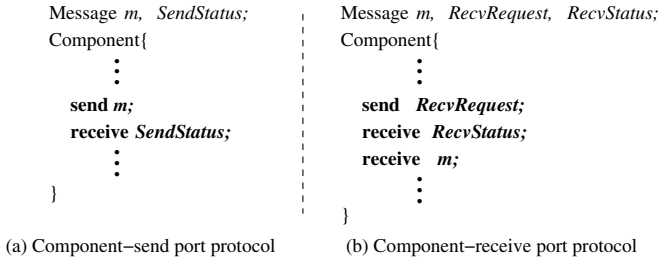 Message m, SendStatus;
Component{
send m;
receive SendStatus;
}
(a) Component−send port protocol
Message m, RecvRequest, RecvStatus;
Component{
send RecvRequest;
receive RecvStatus;
receive m;
}
(b) Component−receive port protocol